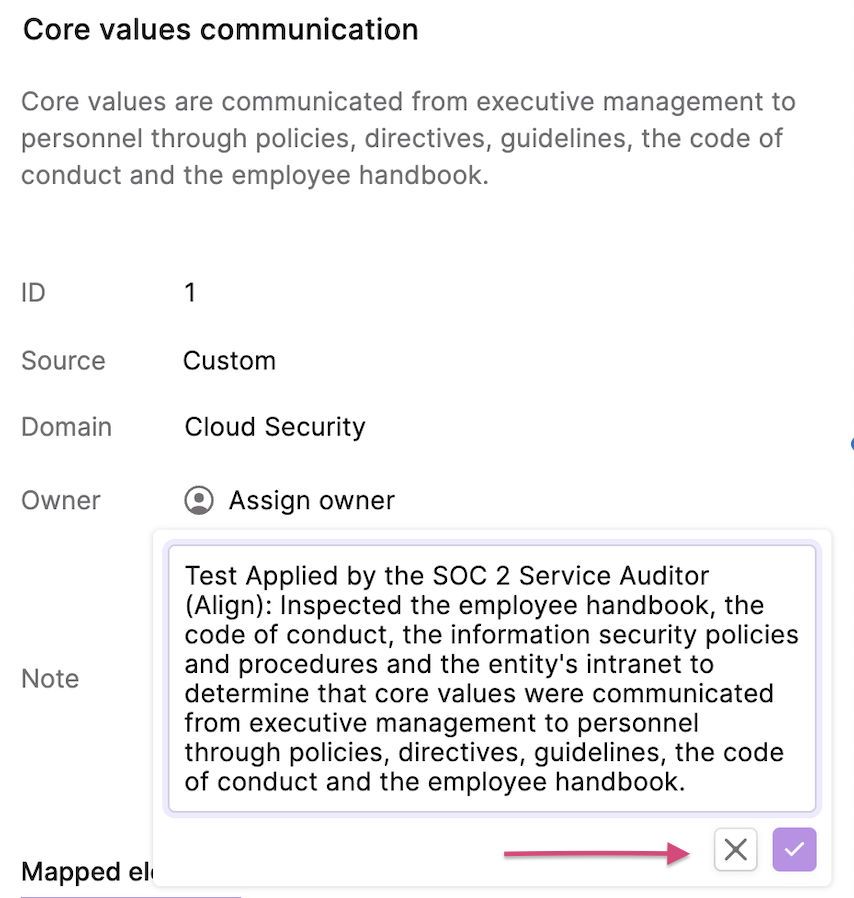 Core values communication
Core values are communicated from executive management to
personnel through policies, directives, guidelines, the code of
conduct and the employee handbook.
ID 1
Source Custom
Domain Cloud Security
Owner Assign owner
Test Applied by the SOC 2 Service Auditor
(Align): Inspected the employee handbook, the
code of conduct, the information security policies
and procedures and the entity's intranet to
determine that core values were communicated
from executive management to personnel
through policies, directives, guidelines, the code
of conduct and the employee handbook.
Note
Mapped